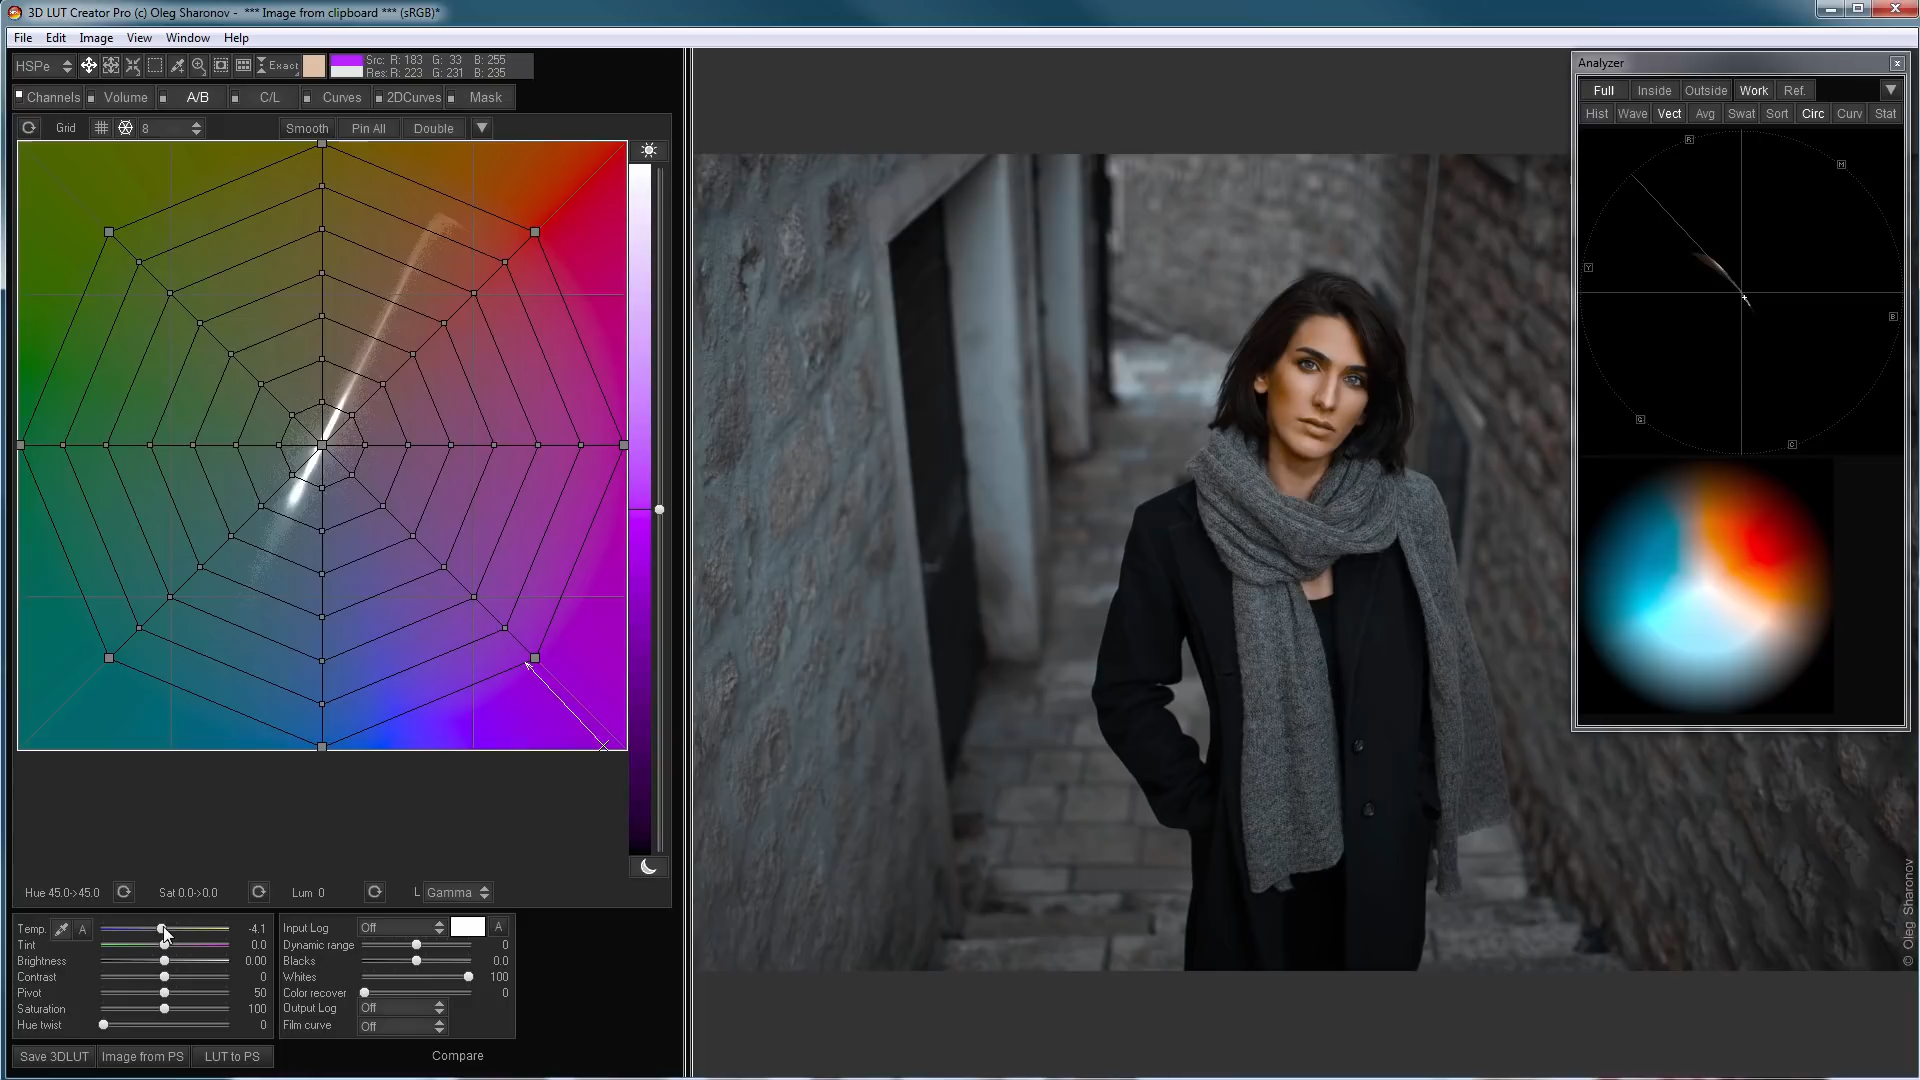 3D LUT Creator Pro (c) Oleg Sharonov - *** Image from clipboard *** (sRGB)*
File Edit Image View Window Help
HSPe Exact Src: R: 183 G: 33 B: 255
Res: R: 223 G: 231 B: 235
Channels Volume A/B C/L Curves 2DCurves Mask
Grid 8 Smooth Pin All Double
Hue 45.0->45.0 Sat 0.0->0.0 Lum 0 L Gamma
Temp. A -4.1
Tint 0.0
Brightness 0.00
Contrast 0
Pivot 50
Saturation 100
Hue twist 0
Input Log Off A
Dynamic range 0
Blacks 0.0
Whites 100
Color recover 0
Output Log Off
Film curve Off
Save 3DLUT Image from PS LUT to PS Compare
Analyzer
Full Inside Outside Work Ref.
Hist Wave Vect Avg Swat Sort Circ Curv Stat
R
M
Y
B
G
C
© Oleg Sharonov